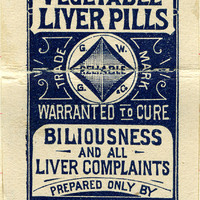 VEGETABLE
LIVER PILLS
TRADE MARK
G. W.
RELIABLE
G. & C.
WARRANTED TO CURE
BILIOUSNESS
AND ALL
LIVER COMPLAINTS
PREPARED ONLY BY